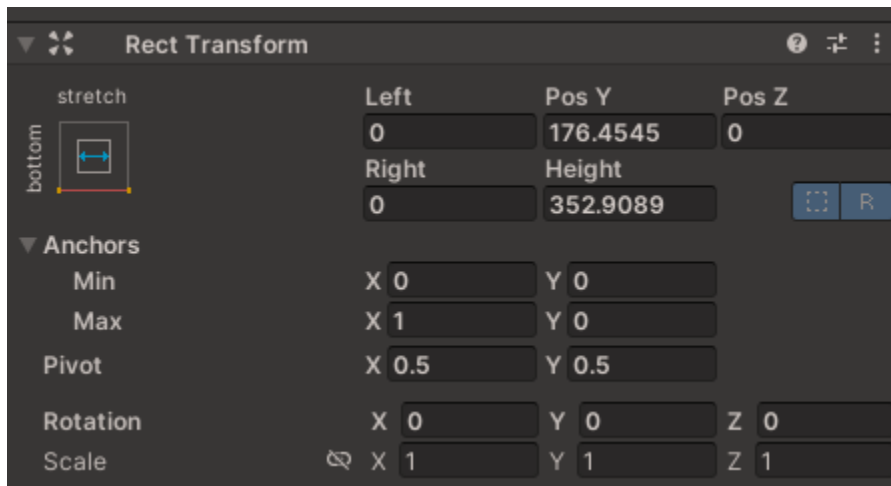 Rect Transform
stretch
bottom
Left Pos Y Pos Z
0 176.4545 0
Right Height
0 352.9089
R
Anchors
Min X 0 Y 0
Max X 1 Y 0
Pivot X 0.5 Y 0.5
Rotation X 0 Y 0 Z 0
Scale X 1 Y 1 Z 1